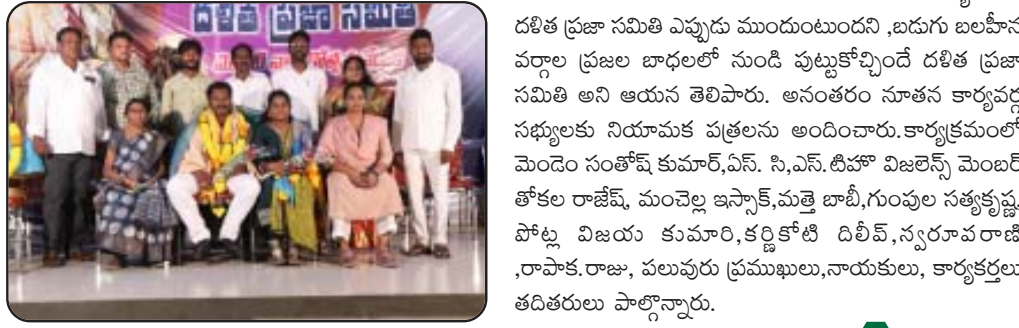 దళిత ప్రజా సమితి
దళిత ప్రజా సమితి ఎప్పుడు ముందుంటుందని ,బడుగు బలహీన
వర్గాల ప్రజల బాధలలో నుండి పుట్టుకోచ్చిందే దళిత ప్రజా
సమితి అని ఆయన తెలిపారు. అనంతరం నూతన కార్యవర్గ
సభ్యులకు నియామక పత్రలను అందించారు.కార్యక్రమంలో
మెండెం సంతోష్ కుమార్,ఏస్. సి,ఎస్.టిహొ విజలెన్స్ మెంబర్
తోకల రాజేష్, మంచెల్ల ఇస్సాక్,మత్తె బాబీ,గుంపుల సత్యకృష్ణ,
పోట్ల విజయ కుమారి,కర్ణికోటి దిలీవ్,న్వరూవరాణి
,రాపాక.రాజు, పలువురు ప్రముఖులు,నాయకులు, కార్యకర్తలు
తదితరులు పాల్గొన్నారు.